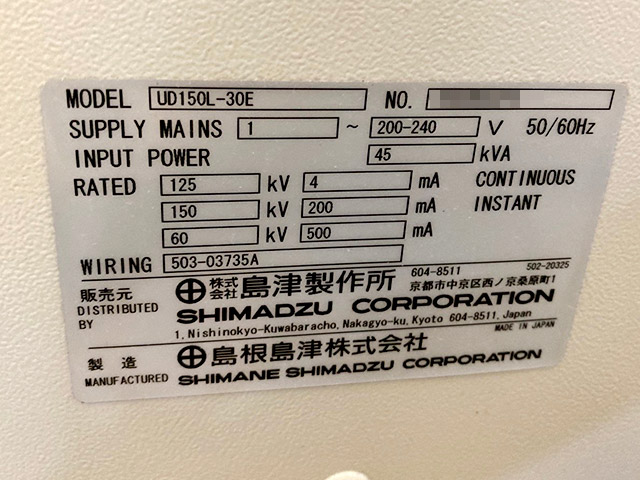 MODEL UD150L-30E NO.
SUPPLY MAINS 1 ~ 200-240 V 50/60Hz
INPUT POWER 45 kVA
RATED 125 kV 4 mA CONTINUOUS
150 kV 200 mA INSTANT
60 kV 500 mA
WIRING 503-03735A
502-20325
販売元 株式会社 島津製作所 604-8511 京都市中京区西ノ京桑原町1
DISTRIBUTED BY SHIMADZU CORPORATION
1, Nishinokyo-Kuwabaracho, Nakagyo-ku, Kyoto 604-8511, Japan
MADE IN JAPAN
製造 島根島津株式会社
MANUFACTURED SHIMANE SHIMADZU CORPORATION